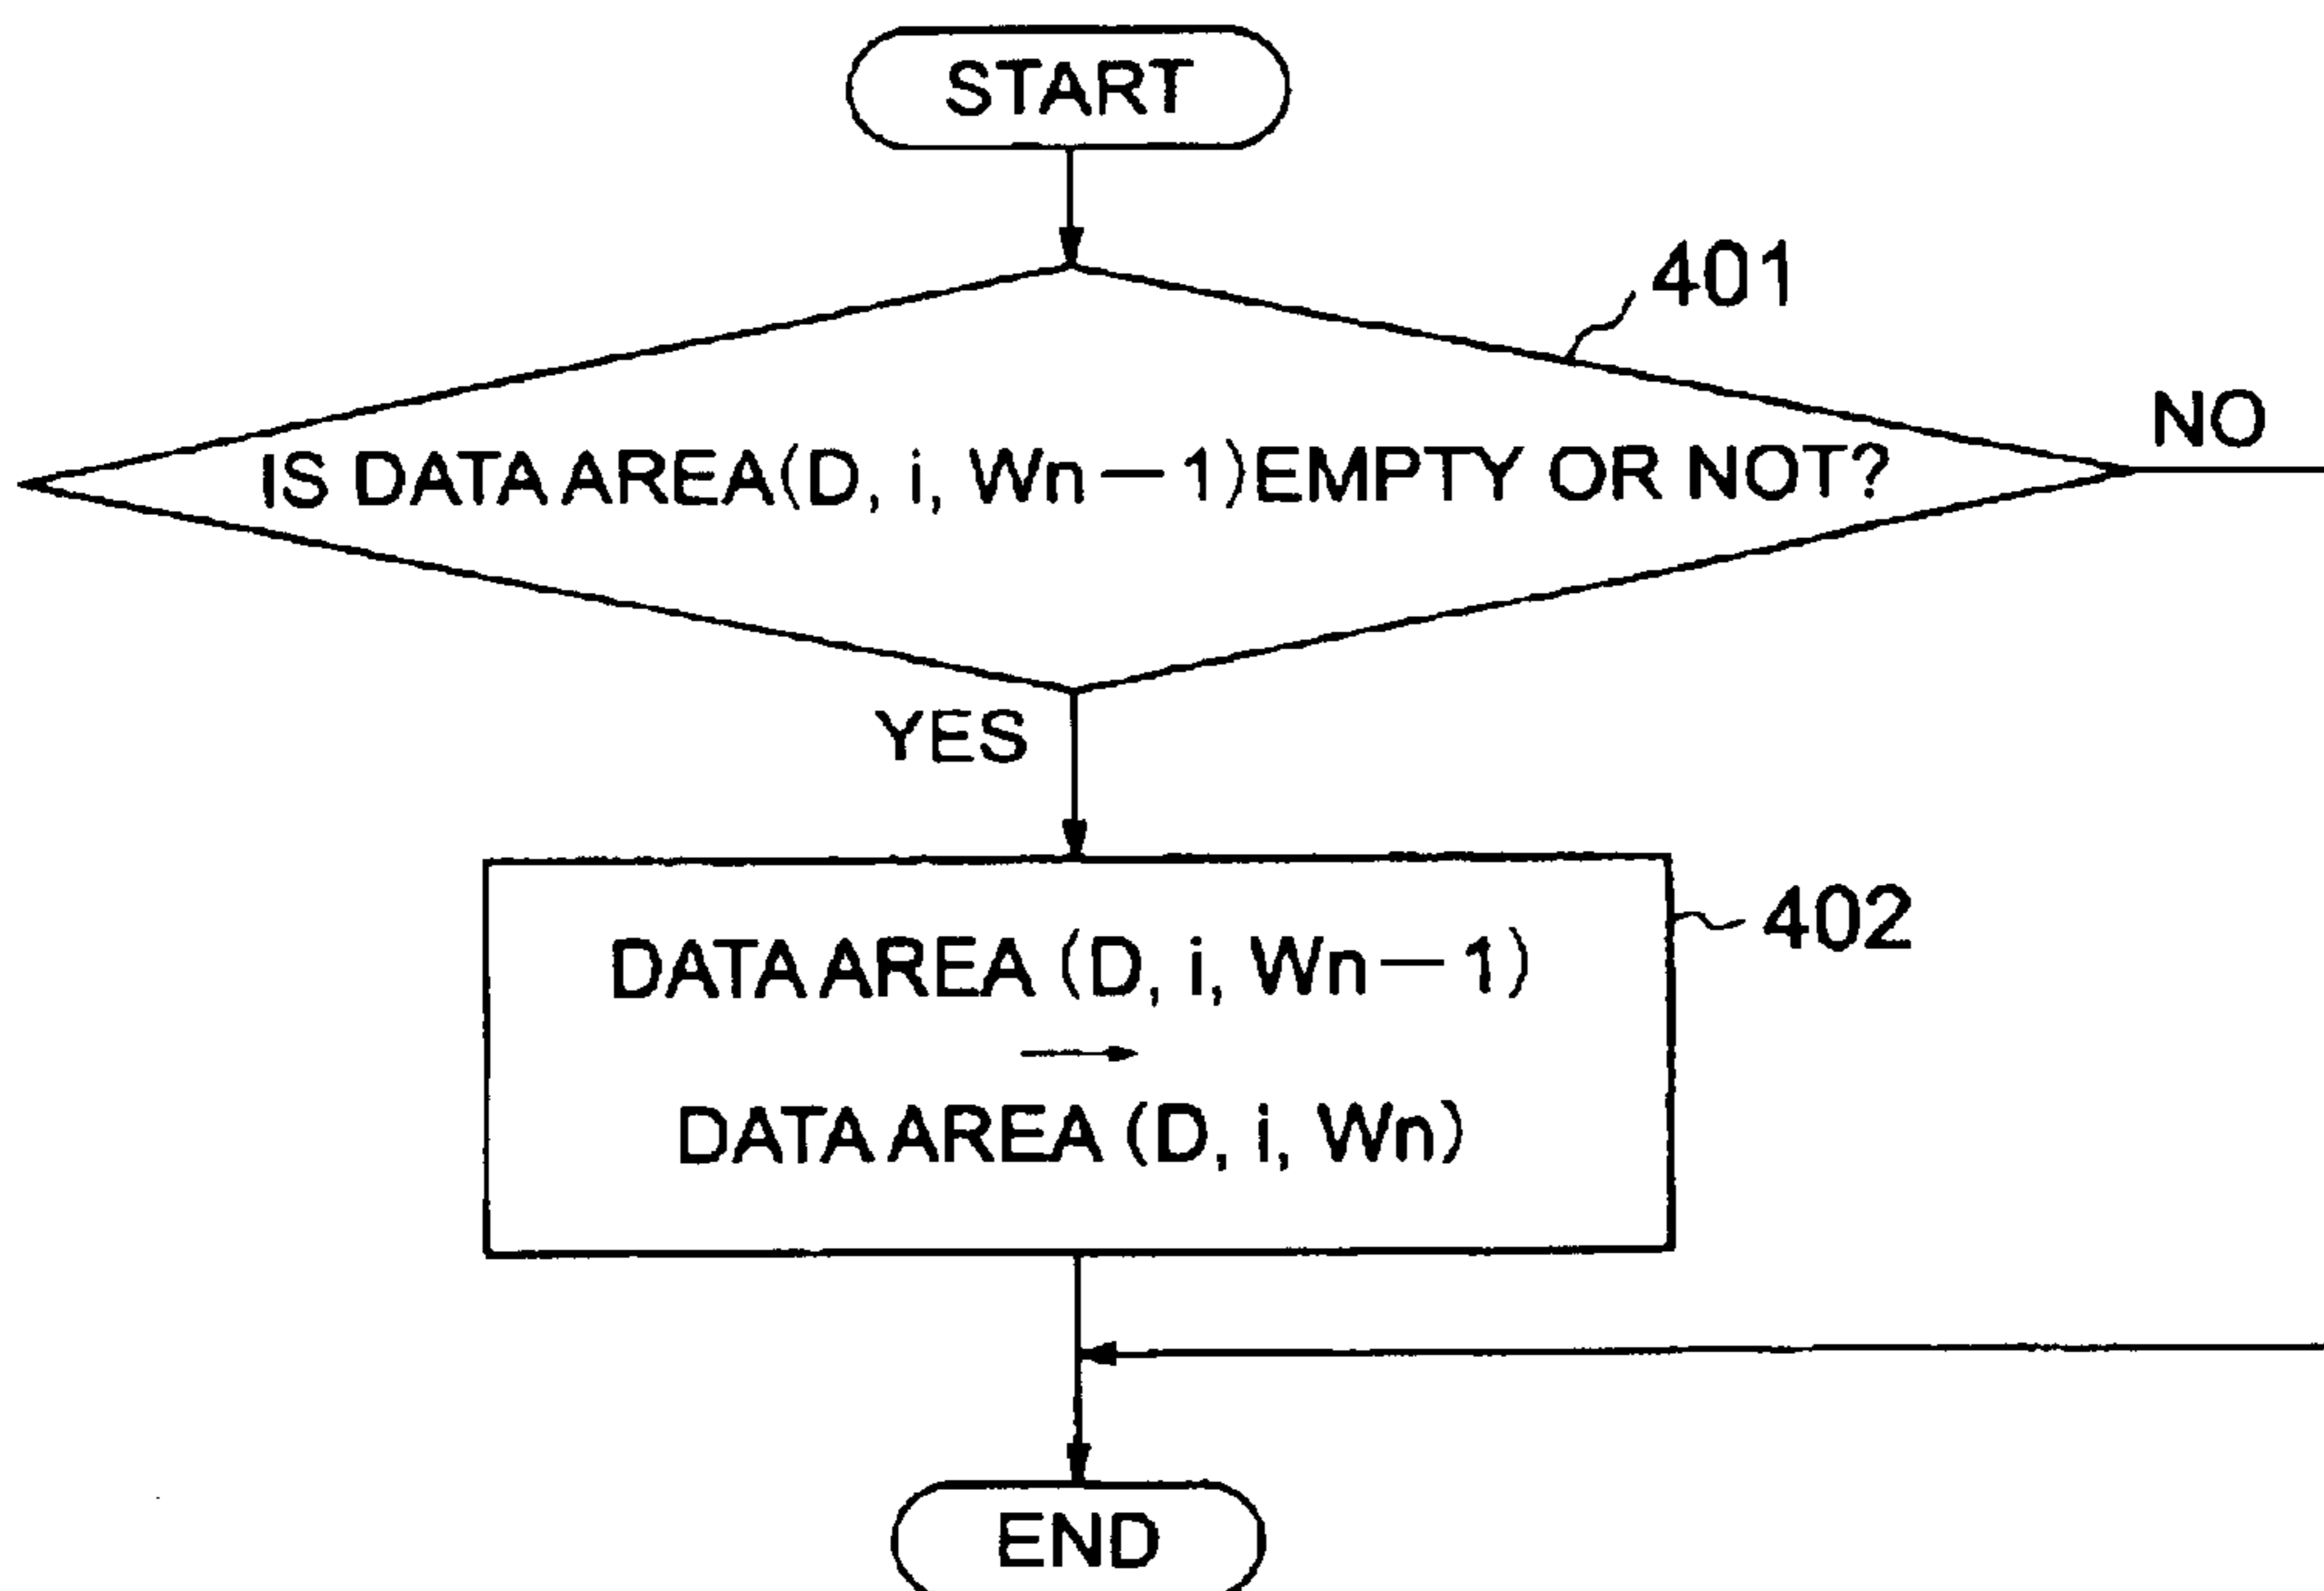 START
401
IS DATA AREA(D, i, Wn—1)EMPTY OR NOT?
NO
YES
402
DATA AREA (D, i, Wn—1)
→
DATA AREA (D, i, Wn)
END